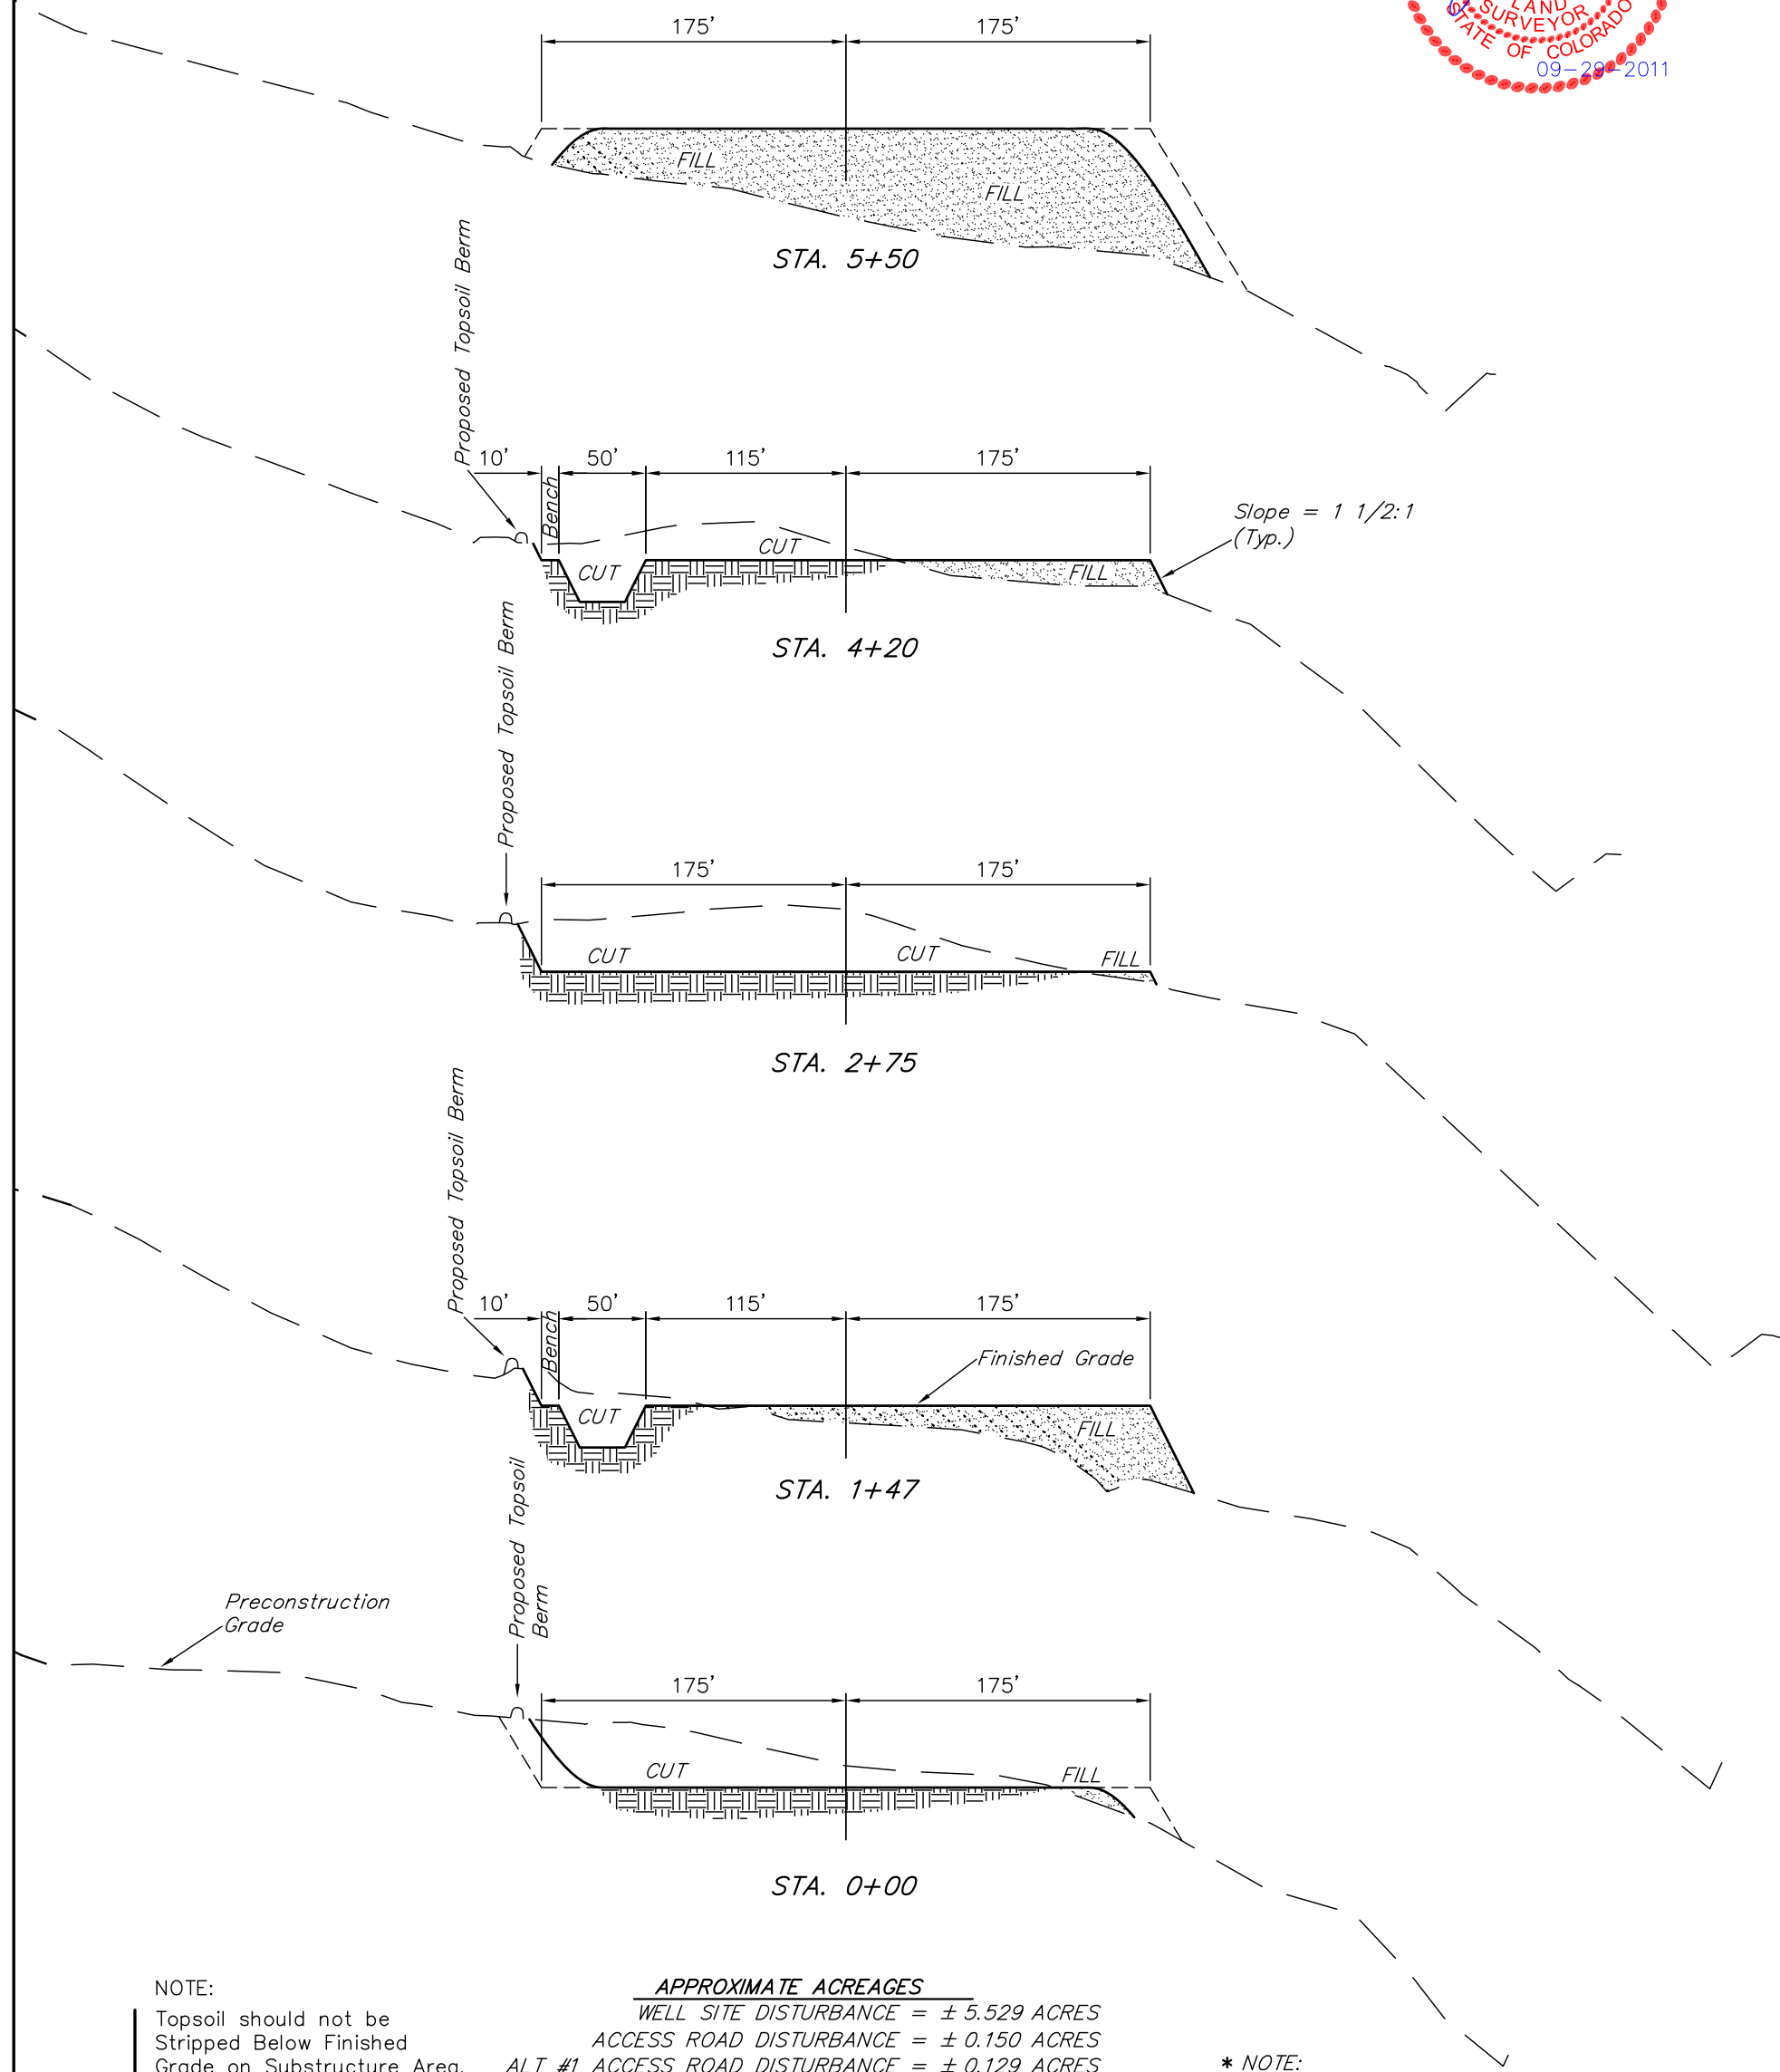 LAND
SURVEYOR
STATE OF COLORADO
09-29-2011
175' 175'
FILL
FILL
STA. 5+50
Proposed Topsoil Berm
10' 50' 115' 175'
Bench
Slope = 1 1/2:1
(Typ.)
CUT
CUT
FILL
STA. 4+20
Proposed Topsoil Berm
175' 175'
CUT CUT FILL
STA. 2+75
Proposed Topsoil Berm
10' 50' 115' 175'
Bench
Finished Grade
CUT
FILL
STA. 1+47
Proposed Topsoil
Berm
Preconstruction
Grade
175' 175'
CUT FILL
STA. 0+00
NOTE:
Topsoil should not be
Stripped Below Finished
Grade on Substructure Area.
APPROXIMATE ACREAGES
WELL SITE DISTURBANCE = ± 5.529 ACRES
ACCESS ROAD DISTURBANCE = ± 0.150 ACRES
ALT #1 ACCESS ROAD DISTURBANCE = ± 0.129 ACRES
* NOTE: